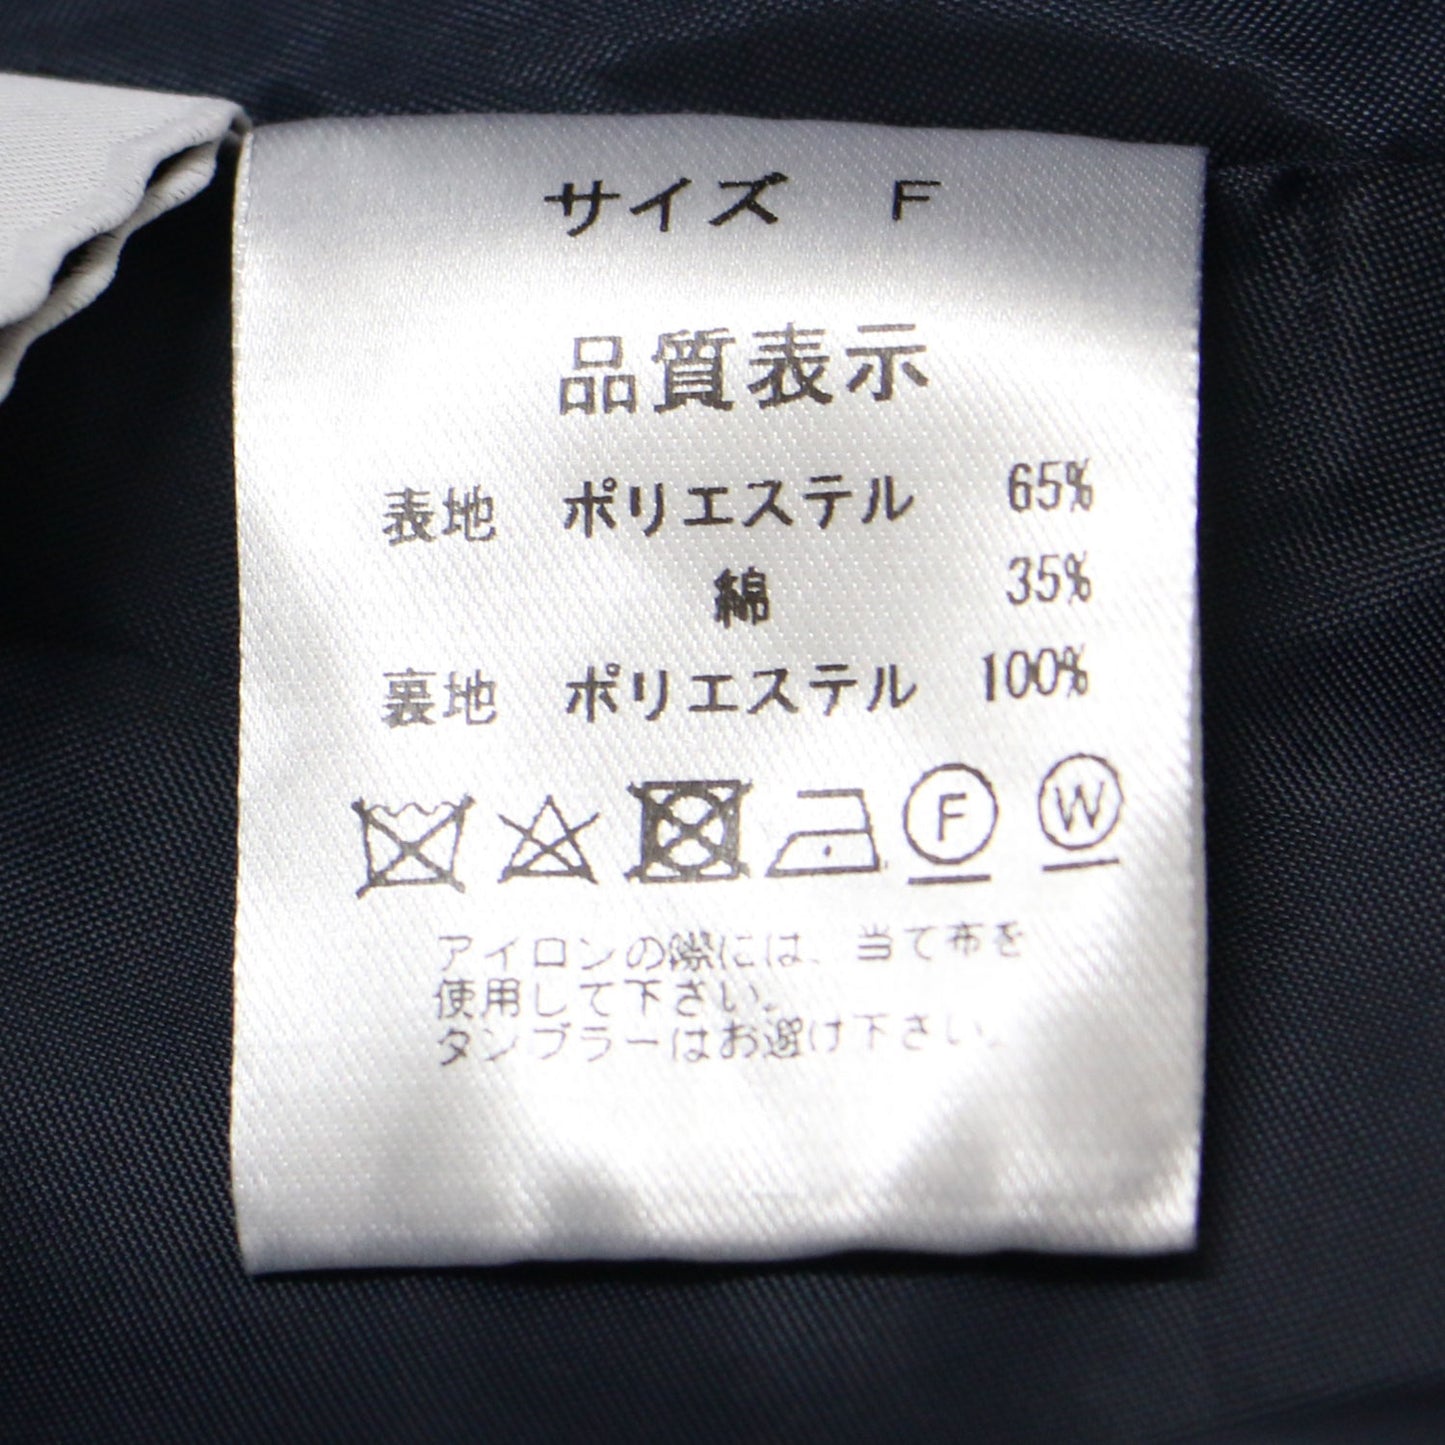 サイズ F
品質表示
表地 ポリエステル 65%
綿 35%
裏地 ポリエステル 100%
F W
アイロンの際には、当て布を
使用して下さい。
タンブラーはお避け下さい。